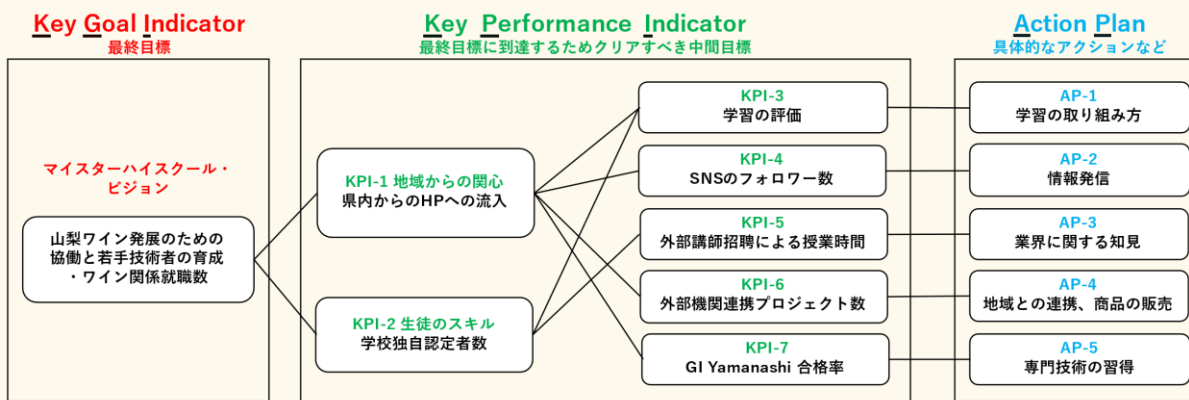 Key Goal Indicator
最終目標
マイスターハイスクール・
ビジョン
山梨ワイン発展のための
協働と若手技術者の育成
・ワイン関係就職数
Key Performance Indicator
最終目標に到達するためクリアすべき中間目標
KPI-1 地域からの関心
県内からのHPへの流入
KPI-2 生徒のスキル
学校独自認定者数
KPI-3
学習の評価
KPI-4
SNSのフォロワー数
KPI-5
外部講師招聘による授業時間
KPI-6
外部機関連携プロジェクト数
KPI-7
GI Yamanashi 合格率
Action Plan
具体的なアクションなど
AP-1
学習の取り組み方
AP-2
情報発信
AP-3
業界に関する知見
AP-4
地域との連携、商品の販売
AP-5
専門技術の習得